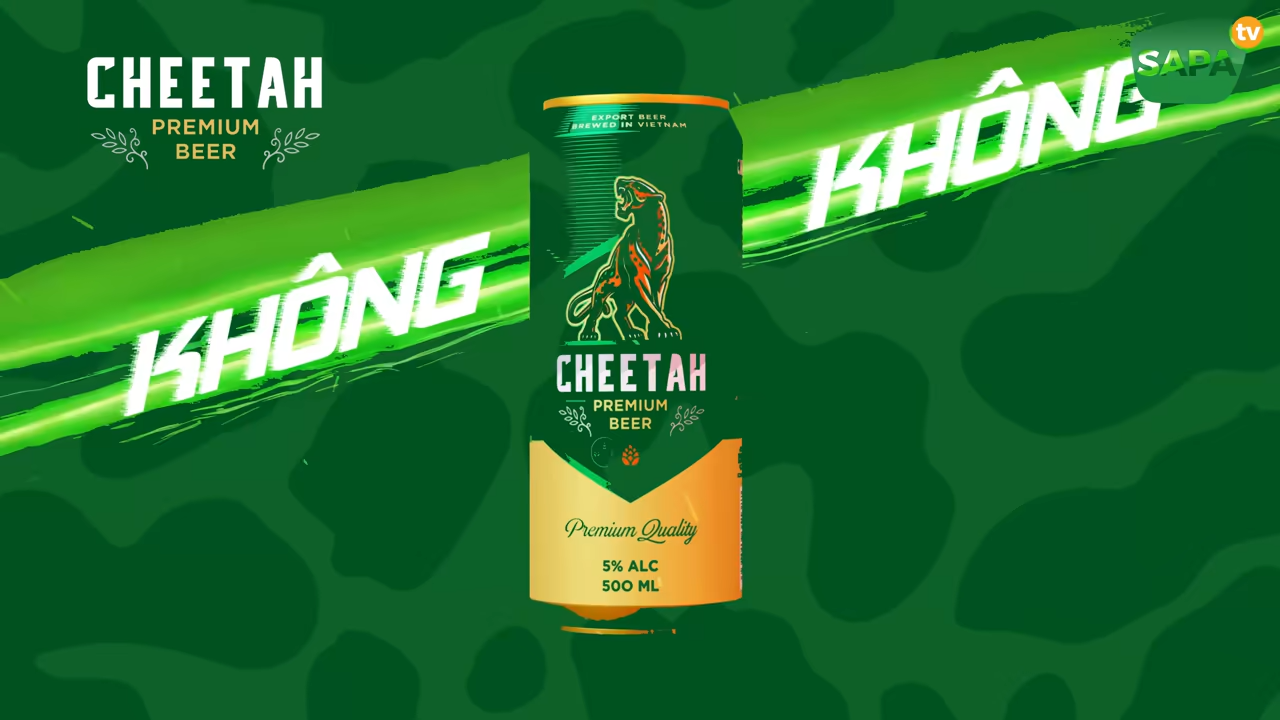 CHEETAH
PREMIUM
BEER
KHÔNG
EXPORT BEER
BREWED IN VIETNAM
CHEETAH
PREMIUM
BEER
Premium Quality
5% ALC
500 ML
KHÔNG
SAPA
tv